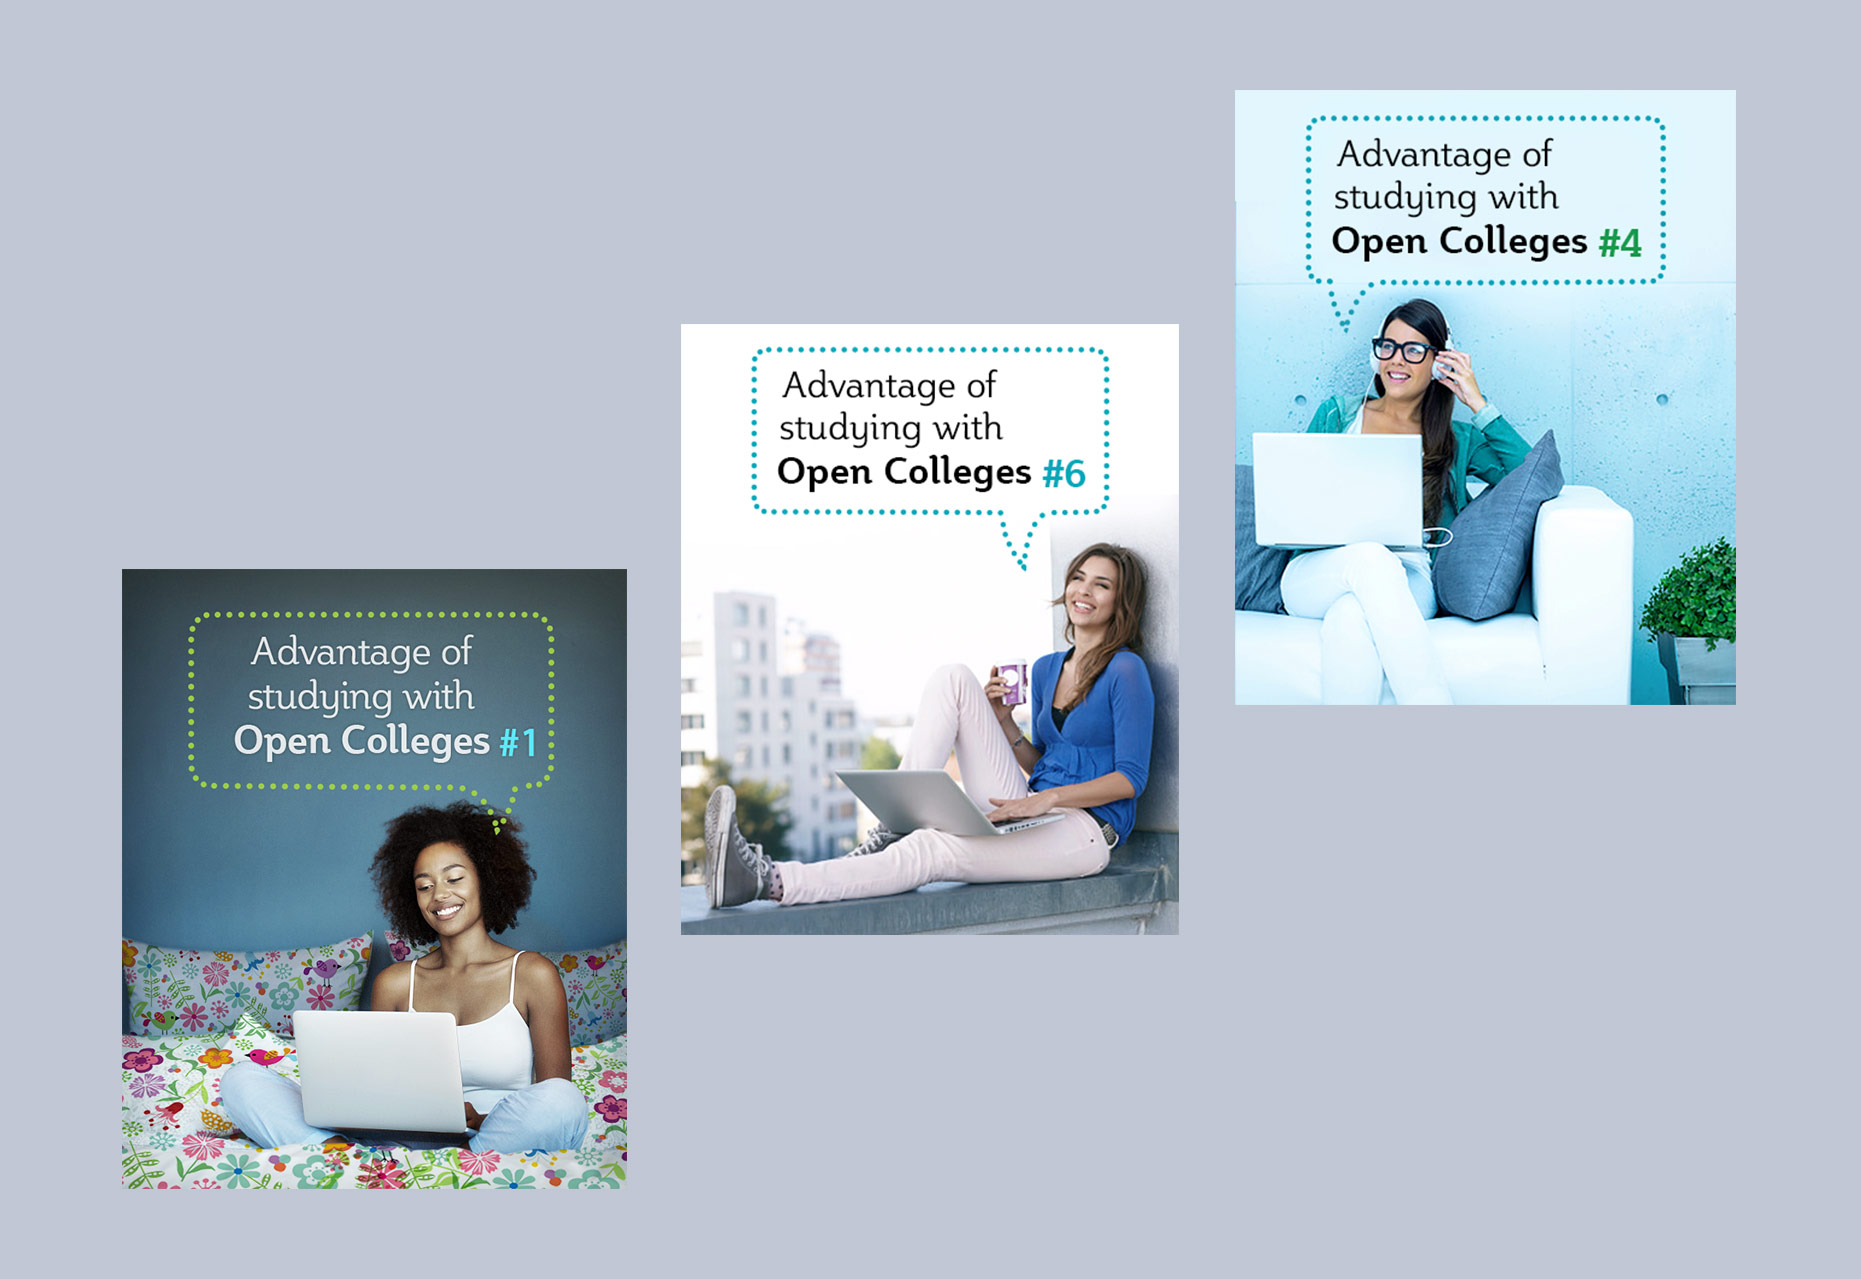 Advantage of
studying with
Open Colleges #1
Advantage of
studying with
Open Colleges #6
Advantage of
studying with
Open Colleges #4